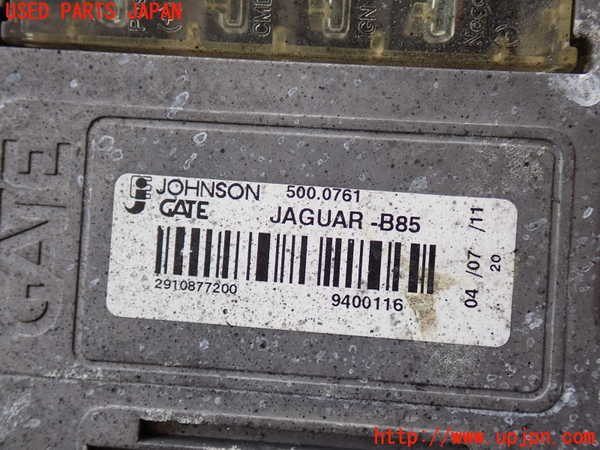 USED PARTS JAPAN
GATE
JOHNSON
GATE
500.0761
JAGUAR -B85
2910877200
9400116
04 /07 /11
20
http://www.upjpn.com